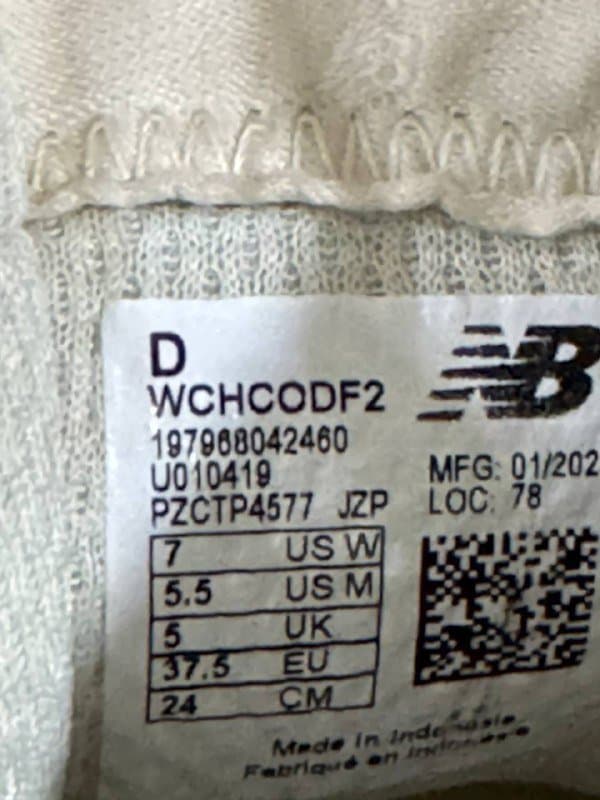 D
NB
WCHCODF2
197968042460
U010419
PZCTP4577 JZP
MFG: 01/202
LOC: 78
7 US W
5.5 US M
5 UK
37.5 EU
24 CM
Made in Indonesia
Fabriqué en Indonésie